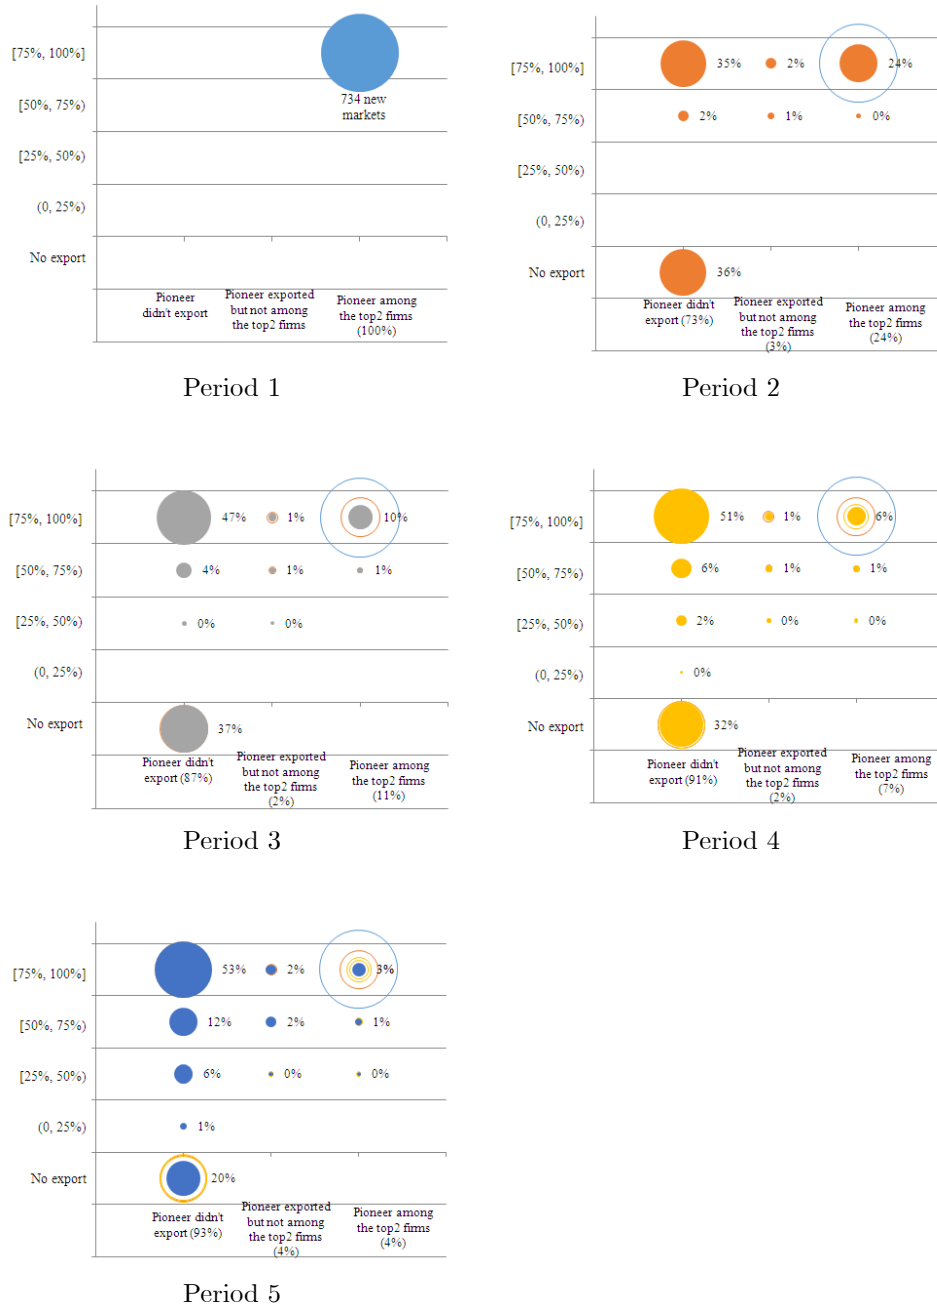 [75%, 100%]
[50%, 75%)
734 new
markets
[25%, 50%)
(0, 25%)
No export
Pioneer
didn't export
Pioneer exported
but not among
the top2 firms
Pioneer among
the top2 firms
(100%)
Period 1
[75%, 100%]
35%
2%
24%
[50%, 75%)
2%
1%
0%
[25%, 50%)
(0, 25%)
No export
36%
Pioneer didn't
export (73%)
Pioneer exported
but not among
the top2 firms
(3%)
Pioneer among
the top2 firms
(24%)
Period 2
[75%, 100%]
47%
1%
10%
[50%, 75%)
4%
1%
1%
[25%, 50%)
0%
0%
(0, 25%)
No export
37%
Pioneer didn't
export (87%)
Pioneer exported
but not among
the top2 firms
(2%)
Pioneer among
the top2 firms
(11%)
Period 3
[75%, 100%]
51%
1%
6%
[50%, 75%)
6%
1%
1%
[25%, 50%)
2%
0%
0%
(0, 25%)
0%
No export
32%
Pioneer didn't
export (91%)
Pioneer exported
but not among
the top2 firms
(2%)
Pioneer among
the top2 firms
(7%)
Period 4
[75%, 100%]
53%
2%
3%
[50%, 75%)
12%
2%
1%
[25%, 50%)
6%
0%
0%
(0, 25%)
1%
No export
20%
Pioneer didn't
export (93%)
Pioneer exported
but not among
the top2 firms
(4%)
Pioneer among
the top2 firms
(4%)
Period 5